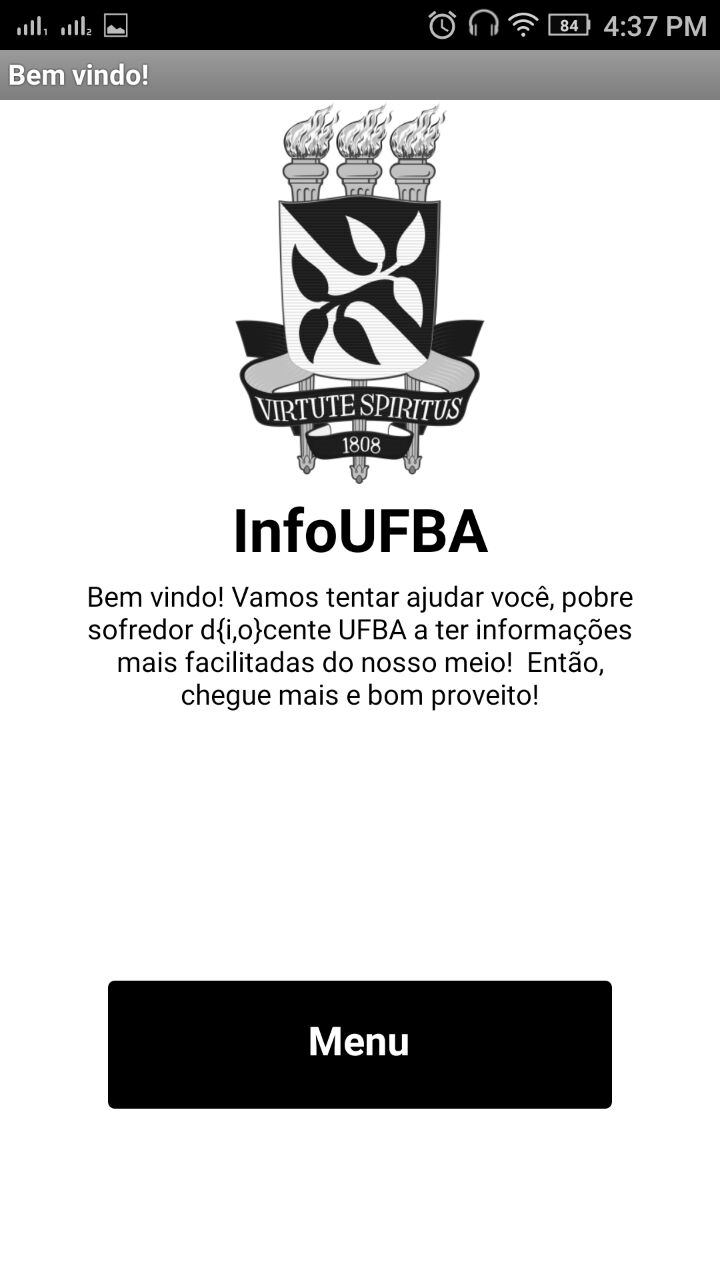 84 4:37 PM
Bem vindo!
VIRTUTE SPIRITUS
1808
InfoUFBA
Bem vindo! Vamos tentar ajudar você, pobre
sofredor d{i,o}cente UFBA a ter informações
mais facilitadas do nosso meio!  Então,
chegue mais e bom proveito!
Menu